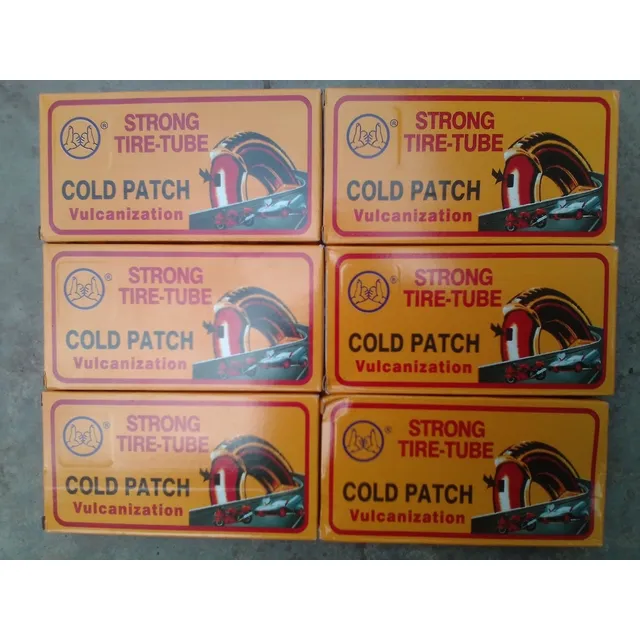 ®
STRONG
TIRE-TUBE
COLD PATCH
Vulcanization
®
STRONG
TIRE-TUBE
COLD PATCH
Vulcanization
®
STRONG
TIRE-TUBE
COLD PATCH
Vulcanization
®
STRONG
TIRE-TUBE
COLD PATCH
Vulcanization
®
STRONG
TIRE-TUBE
COLD PATCH
Vulcanization
®
STRONG
TIRE-TUBE
COLD PATCH
Vulcanization